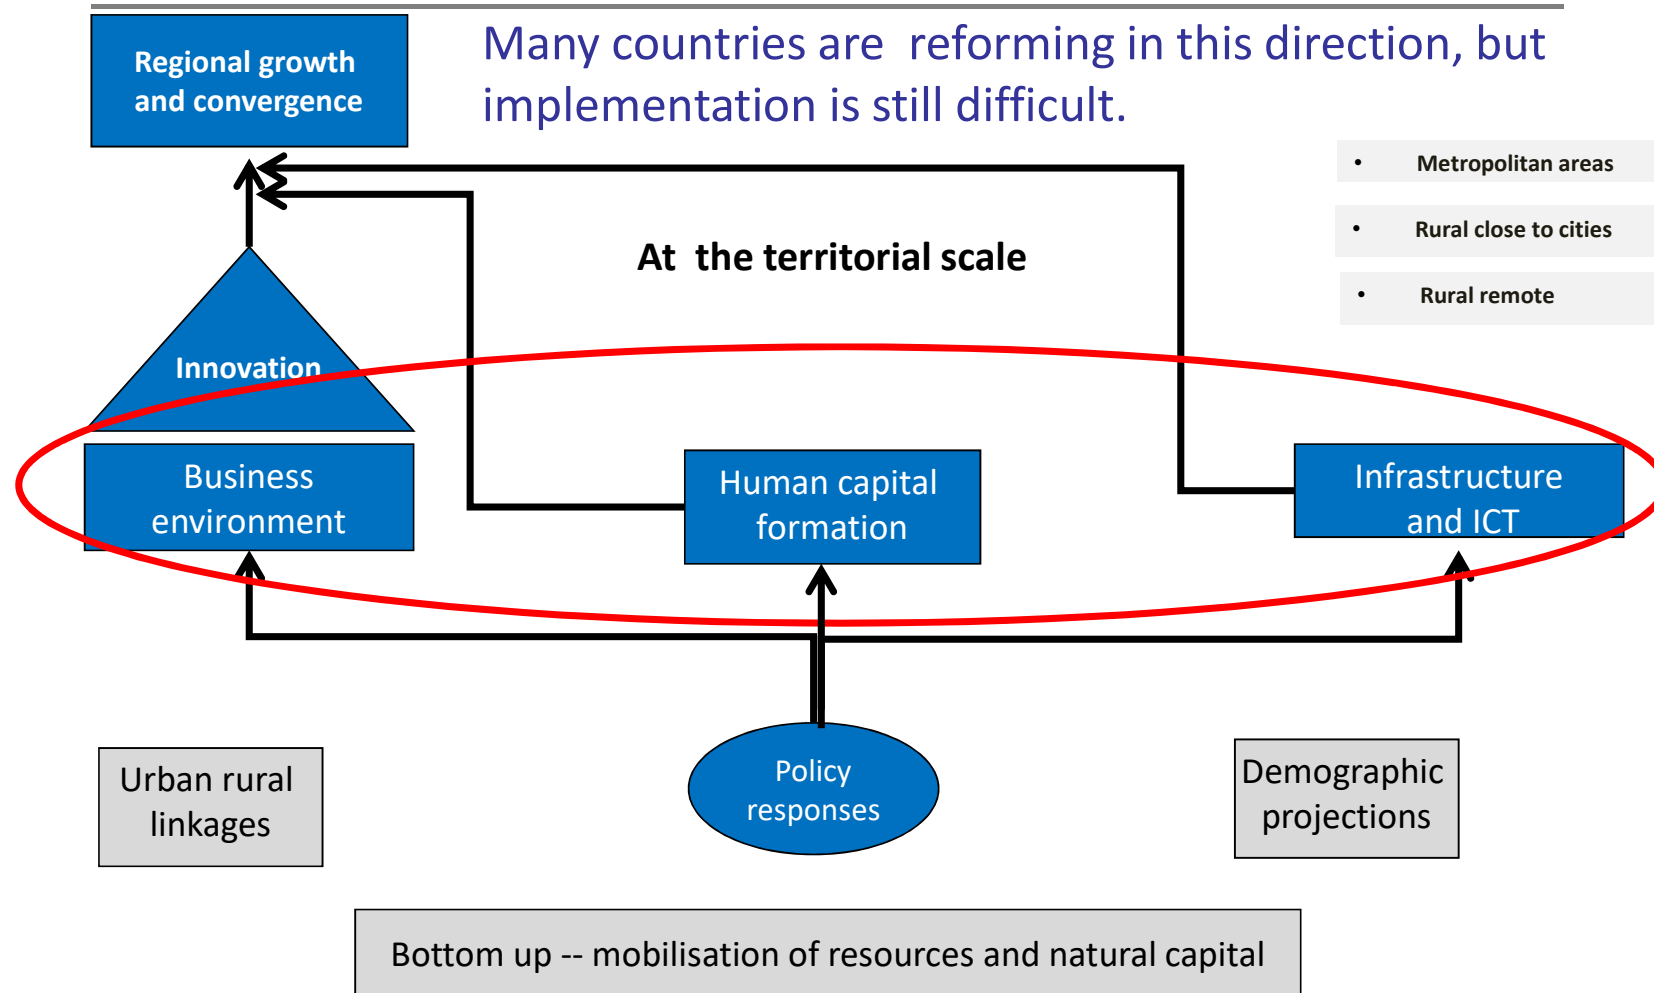 Regional growth
and convergence
Many countries are  reforming in this direction, but
implementation is still difficult.
• Metropolitan areas
• Rural close to cities
• Rural remote
At  the territorial scale
Innovation
Business
environment
Human capital
formation
Infrastructure
and ICT
Urban rural
linkages
Policy
responses
Demographic
projections
Bottom up -- mobilisation of resources and natural capital